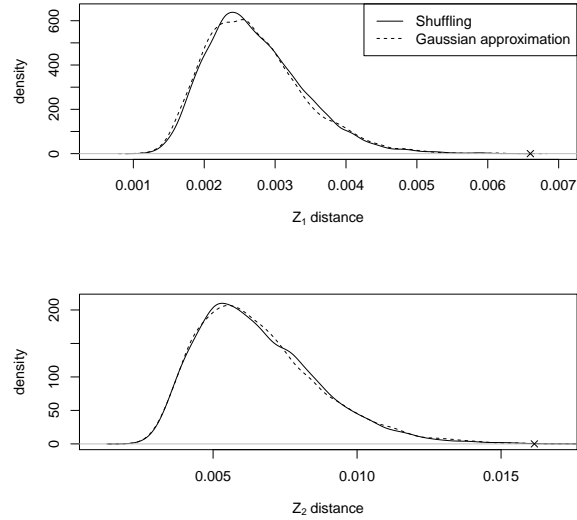 600
400
200
0
density
Shuffling
Gaussian approximation
0.001 0.002 0.003 0.004 0.005 0.006 0.007
Z1 distance
200
100
50
0
density
0.005 0.010 0.015
Z2 distance